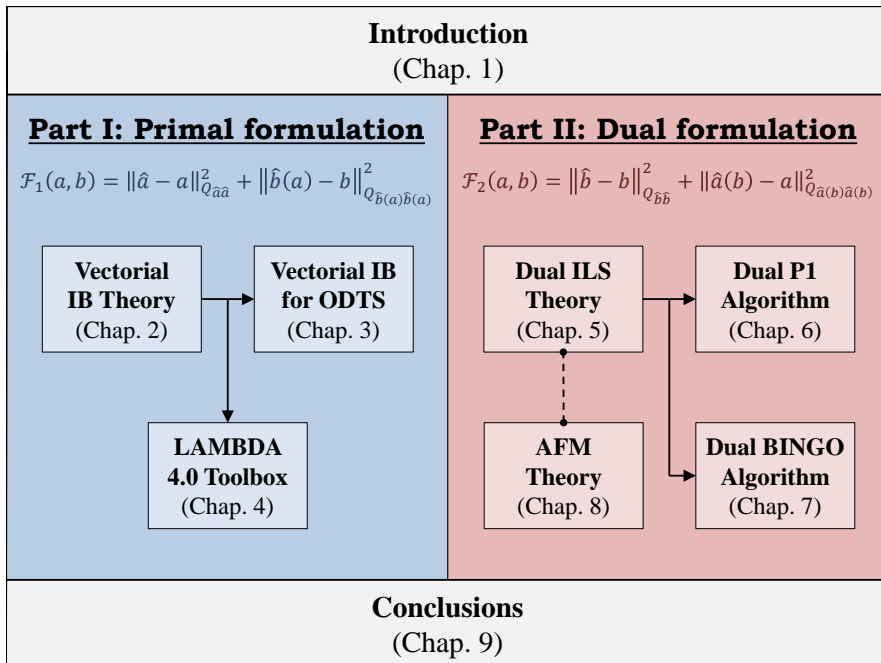 Introduction
(Chap. 1)
Part I: Primal formulation
ℱ₁(a, b) = ‖â − a‖²_{Q_{ââ}} + ‖b̂(a) − b‖²_{Q_{b̂(a)b̂(a)}}
Vectorial
IB Theory
(Chap. 2)
Vectorial IB
for ODTS
(Chap. 3)
LAMBDA
4.0 Toolbox
(Chap. 4)
Part II: Dual formulation
ℱ₂(a, b) = ‖b̂ − b‖²_{Q_{b̂b̂}} + ‖â(b) − a‖²_{Q_{â(b)â(b)}}
Dual ILS
Theory
(Chap. 5)
Dual P1
Algorithm
(Chap. 6)
AFM
Theory
(Chap. 8)
Dual BINGO
Algorithm
(Chap. 7)
Conclusions
(Chap. 9)